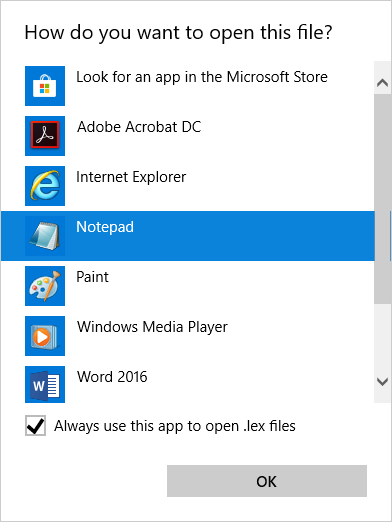 How do you want to open this file?
Look for an app in the Microsoft Store
Adobe Acrobat DC
Internet Explorer
Notepad
Paint
Windows Media Player
Word 2016
Always use this app to open .lex files
OK